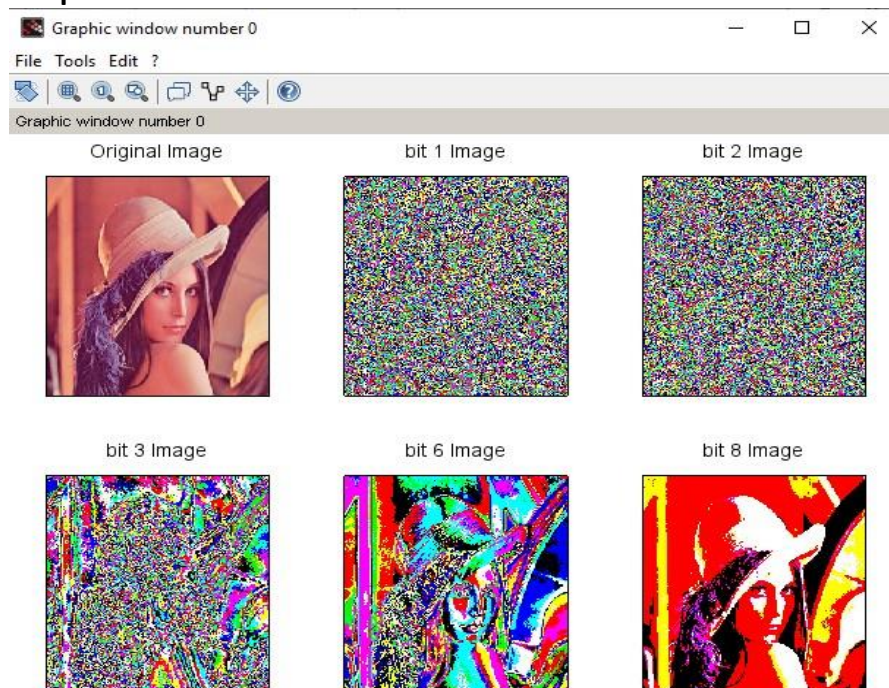 Graphic window number 0
File Tools Edit ?
Graphic window number 0
Original Image
bit 1 Image
bit 2 Image
bit 3 Image
bit 6 Image
bit 8 Image